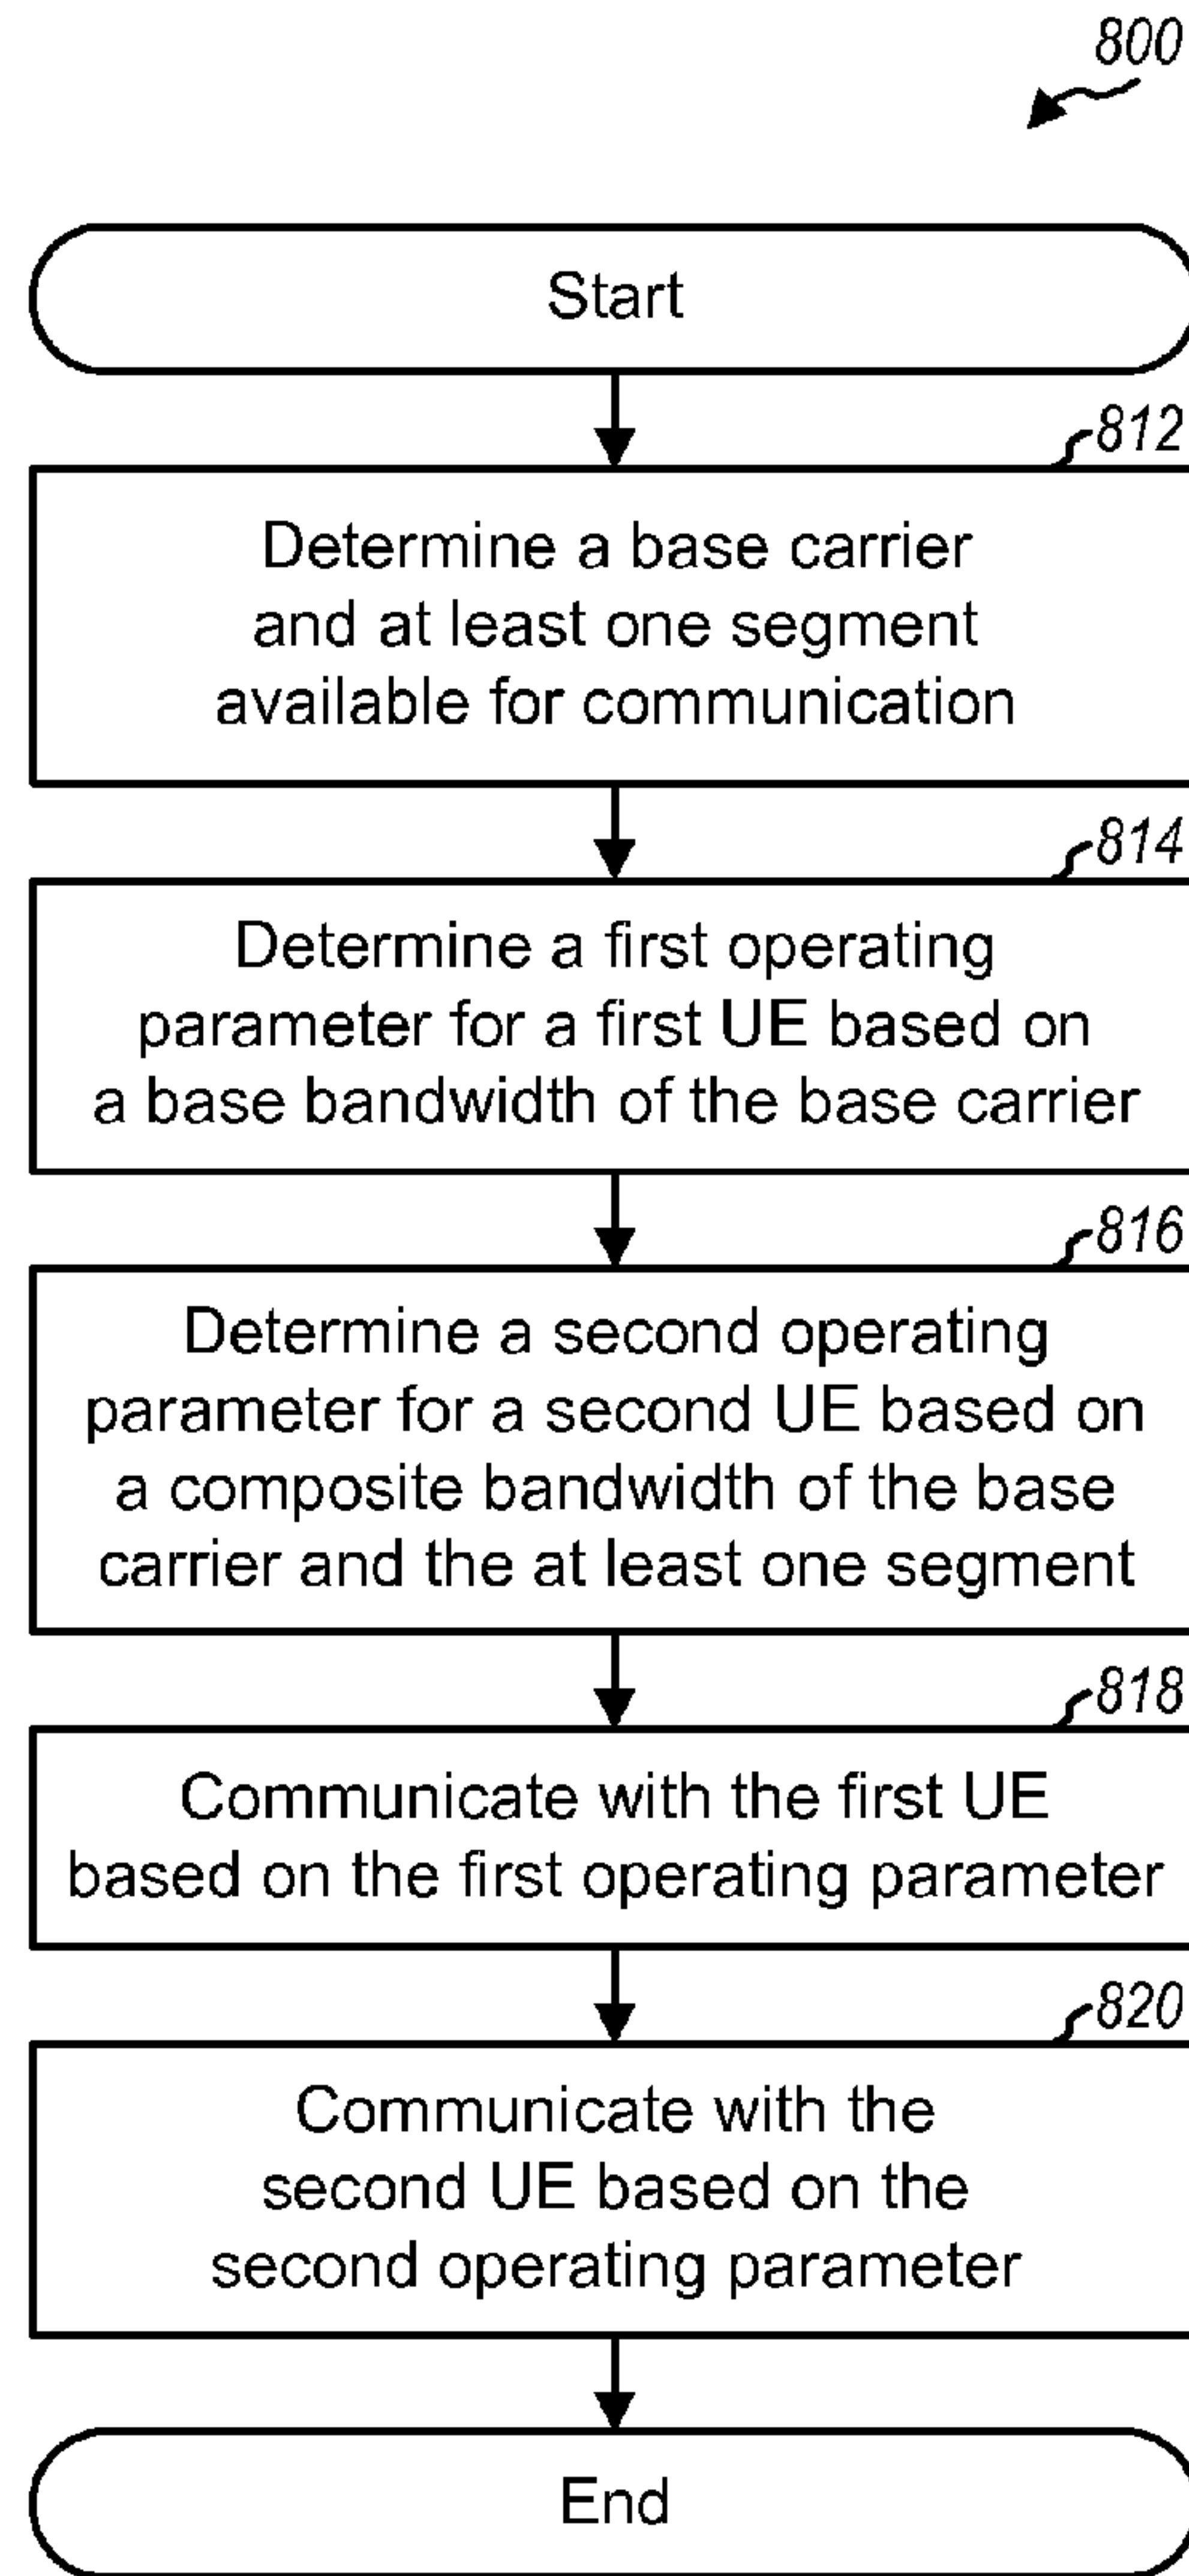 800
Start
812
Determine a base carrier
and at least one segment
available for communication
814
Determine a first operating
parameter for a first UE based on
a base bandwidth of the base carrier
816
Determine a second operating
parameter for a second UE based on
a composite bandwidth of the base
carrier and the at least one segment
818
Communicate with the first UE
based on the first operating parameter
820
Communicate with the
second UE based on the
second operating parameter
End